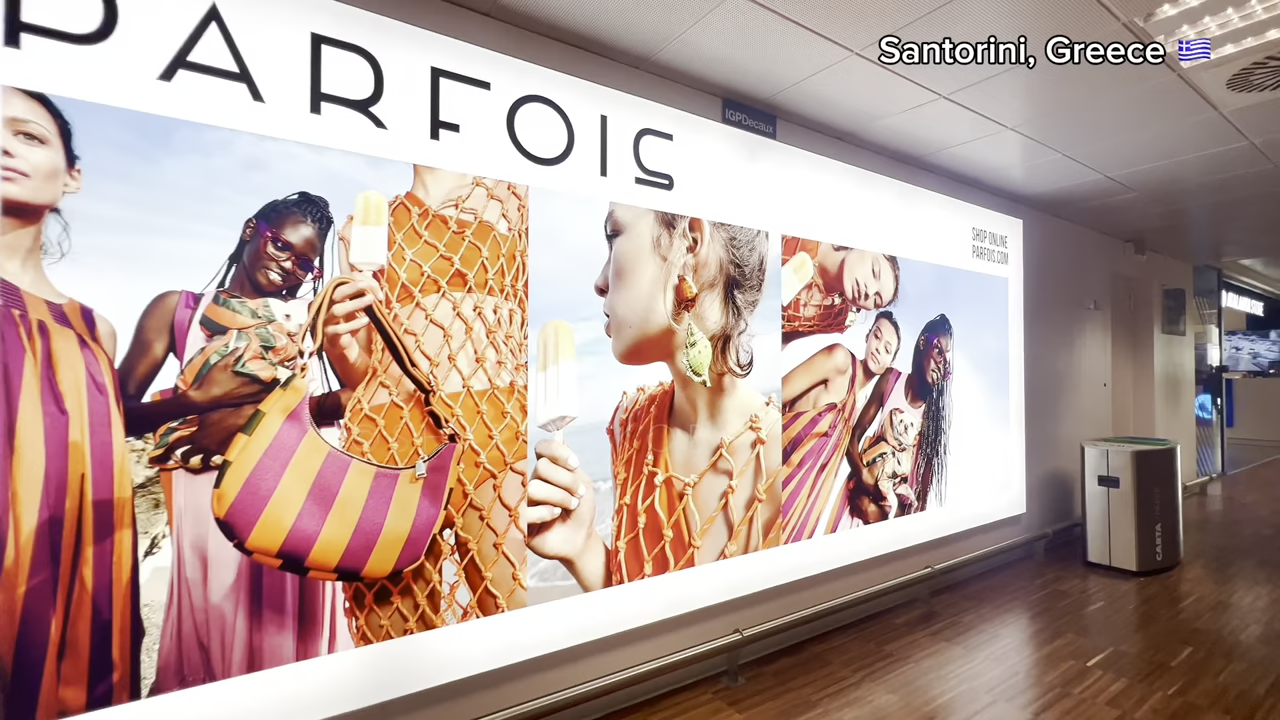 PARFOIS
Santorini, Greece 🇬🇷
IGPDecaux
SHOP ONLINE
PARFOIS.COM
CARTA